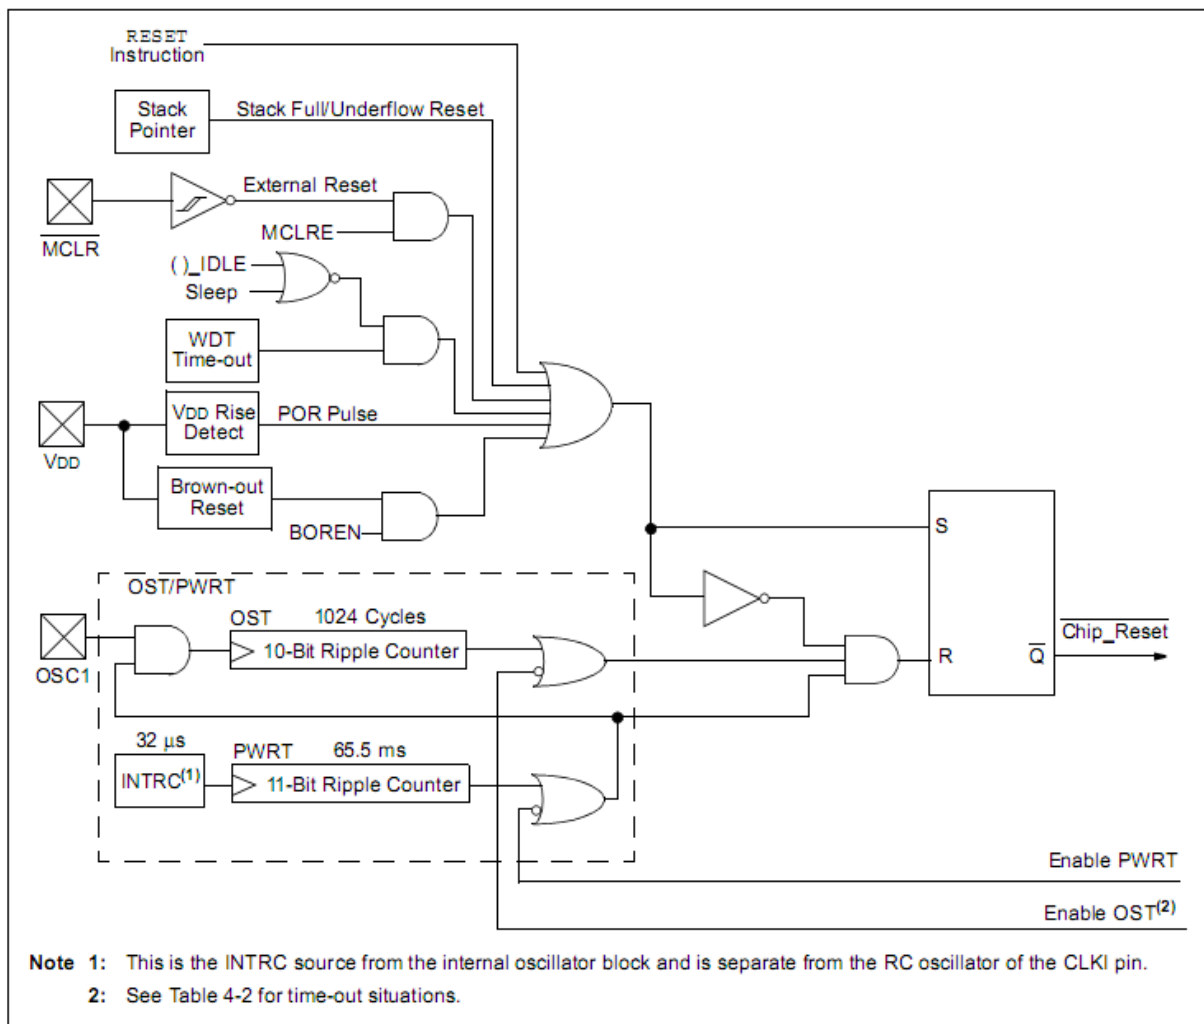 RESET
Instruction
Stack
Pointer
Stack Full/Underflow Reset
External Reset
MCLR
MCLRE
( )_IDLE
Sleep
WDT
Time-out
VDD Rise
Detect
POR Pulse
VDD
Brown-out
Reset
BOREN
S
OST/PWRT
OST 1024 Cycles
10-Bit Ripple Counter
OSC1
Chip_Reset
R
Q
32 µs
INTRC(1)
PWRT 65.5 ms
11-Bit Ripple Counter
Enable PWRT
Enable OST(2)
Note 1: This is the INTRC source from the internal oscillator block and is separate from the RC oscillator of the CLKI pin.
2: See Table 4-2 for time-out situations.